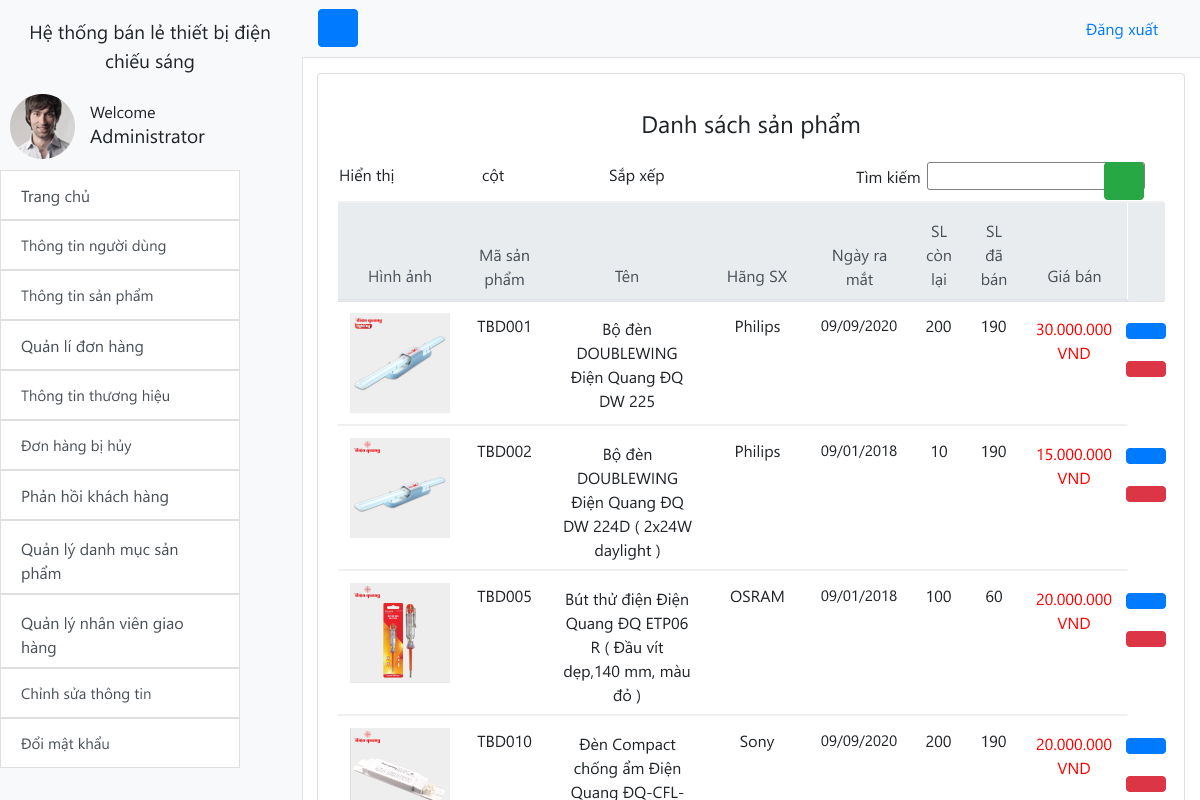 Hệ thống bán lẻ thiết bị điện
chiếu sáng
Đăng xuất
Welcome
Administrator
Trang chủ
Thông tin người dùng
Thông tin sản phẩm
Quản lí đơn hàng
Thông tin thương hiệu
Đơn hàng bị hủy
Phản hồi khách hàng
Quản lý danh mục sản
phẩm
Quản lý nhân viên giao
hàng
Chỉnh sửa thông tin
Đổi mật khẩu
Danh sách sản phẩm
Hiển thị cột Sắp xếp Tìm kiếm
Hình ảnh
Mã sản
phẩm
Tên
Hãng SX
Ngày ra
mắt
SL
còn
lại
SL
đã
bán
Giá bán
điện quang
TBD001
Bộ đèn
DOUBLEWING
Điện Quang ĐQ
DW 225
Philips
09/09/2020
200
190
30.000.000
VND
điện quang
TBD002
Bộ đèn
DOUBLEWING
Điện Quang ĐQ
DW 224D ( 2x24W
daylight )
Philips
09/01/2018
10
190
15.000.000
VND
điện quang
TBD005
Bút thử điện Điện
Quang ĐQ ETP06
R ( Đầu vít
dẹp,140 mm, màu
đỏ )
OSRAM
09/01/2018
100
60
20.000.000
VND
điện quang
TBD010
Đèn Compact
chống ẩm Điện
Quang ĐQ-CFL-
Sony
09/09/2020
200
190
20.000.000
VND